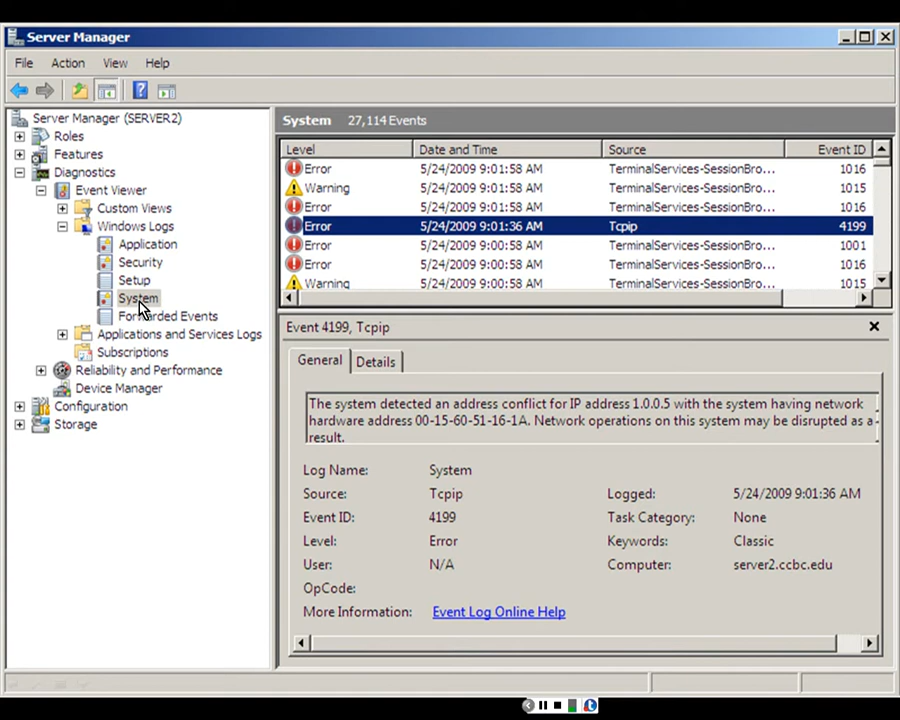 Server Manager
File Action View Help
Server Manager (SERVER2)
Roles
Features
Diagnostics
Event Viewer
Custom Views
Windows Logs
Application
Security
Setup
System
Forwarded Events
Applications and Services Logs
Subscriptions
Reliability and Performance
Device Manager
Configuration
Storage
System 27,114 Events
Level Date and Time Source Event ID
Error 5/24/2009 9:01:58 AM TerminalServices-SessionBro... 1016
Warning 5/24/2009 9:01:58 AM TerminalServices-SessionBro... 1015
Error 5/24/2009 9:01:58 AM TerminalServices-SessionBro... 1016
Error 5/24/2009 9:01:36 AM Tcpip 4199
Error 5/24/2009 9:00:58 AM TerminalServices-SessionBro... 1001
Error 5/24/2009 9:00:58 AM TerminalServices-SessionBro... 1016
Warning 5/24/2009 9:00:58 AM TerminalServices-SessionBro... 1015
Event 4199, Tcpip
General Details
The system detected an address conflict for IP address 1.0.0.5 with the system having network
hardware address 00-15-60-51-16-1A. Network operations on this system may be disrupted as a
result.
Log Name: System
Source: Tcpip Logged: 5/24/2009 9:01:36 AM
Event ID: 4199 Task Category: None
Level: Error Keywords: Classic
User: N/A Computer: server2.ccbc.edu
OpCode:
More Information: Event Log Online Help